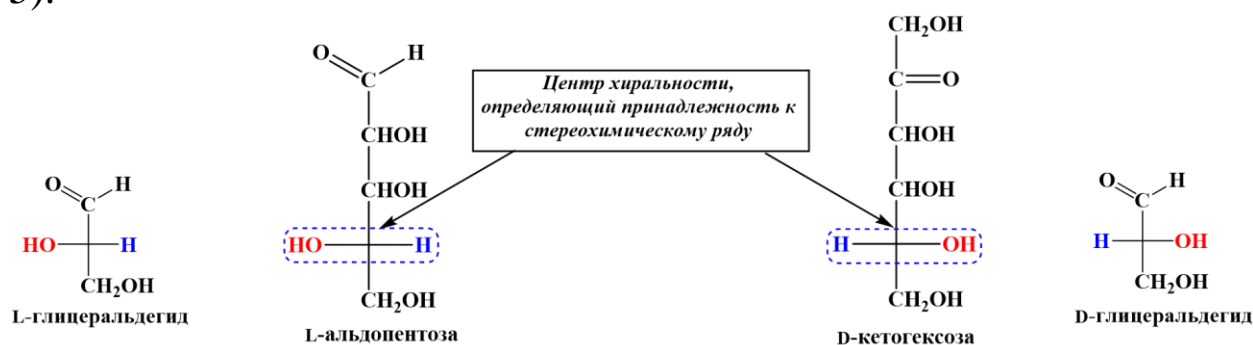 3).
O
H
C
HO
H
CH₂OH
L-глицеральдегид
O
H
C
CHOH
CHOH
HO
H
CH₂OH
L-альдопентоза
Центр хиральности,
определяющий принадлежность к
стереохимическому ряду
CH₂OH
C
O
CHOH
CHOH
H
OH
CH₂OH
D-кетогексоза
O
H
C
H
OH
CH₂OH
D-глицеральдегид